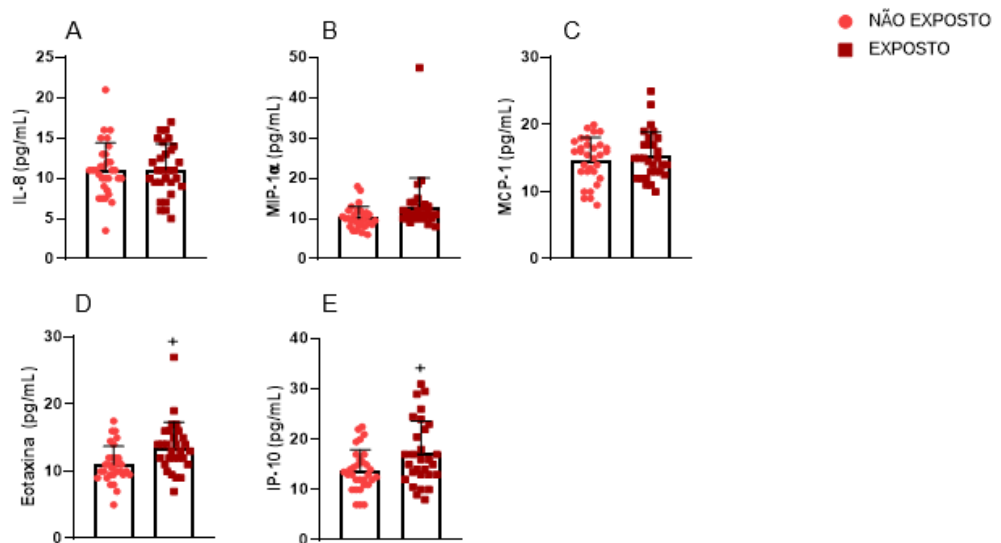 NÃO EXPOSTO
EXPOSTO
A
IL-8 (pg/mL)
25
20
15
10
5
0
B
MIP-1α (pg/mL)
50
40
30
20
10
0
C
MCP-1 (pg/mL)
30
20
10
0
D
Eotaxina (pg/mL)
30
20
10
0
+
E
IP-10 (pg/mL)
40
30
20
10
0
+